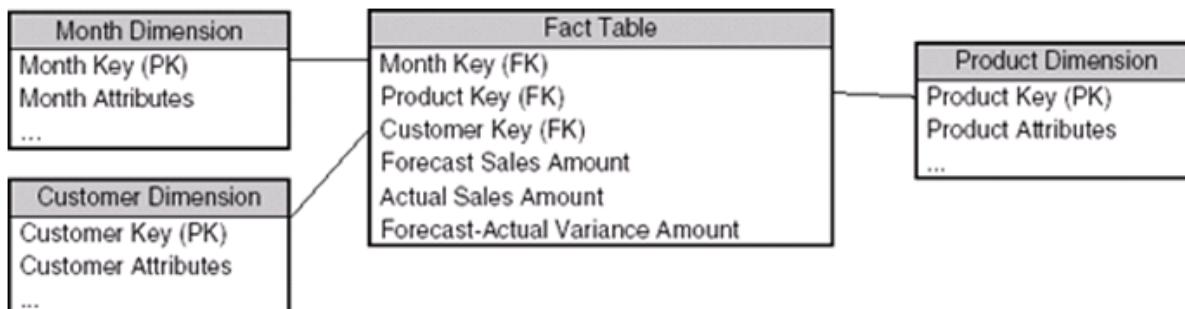 Month Dimension
Month Key (PK)
Month Attributes
...
Customer Dimension
Customer Key (PK)
Customer Attributes
...
Fact Table
Month Key (FK)
Product Key (FK)
Customer Key (FK)
Forecast Sales Amount
Actual Sales Amount
Forecast-Actual Variance Amount
Product Dimension
Product Key (PK)
Product Attributes
...